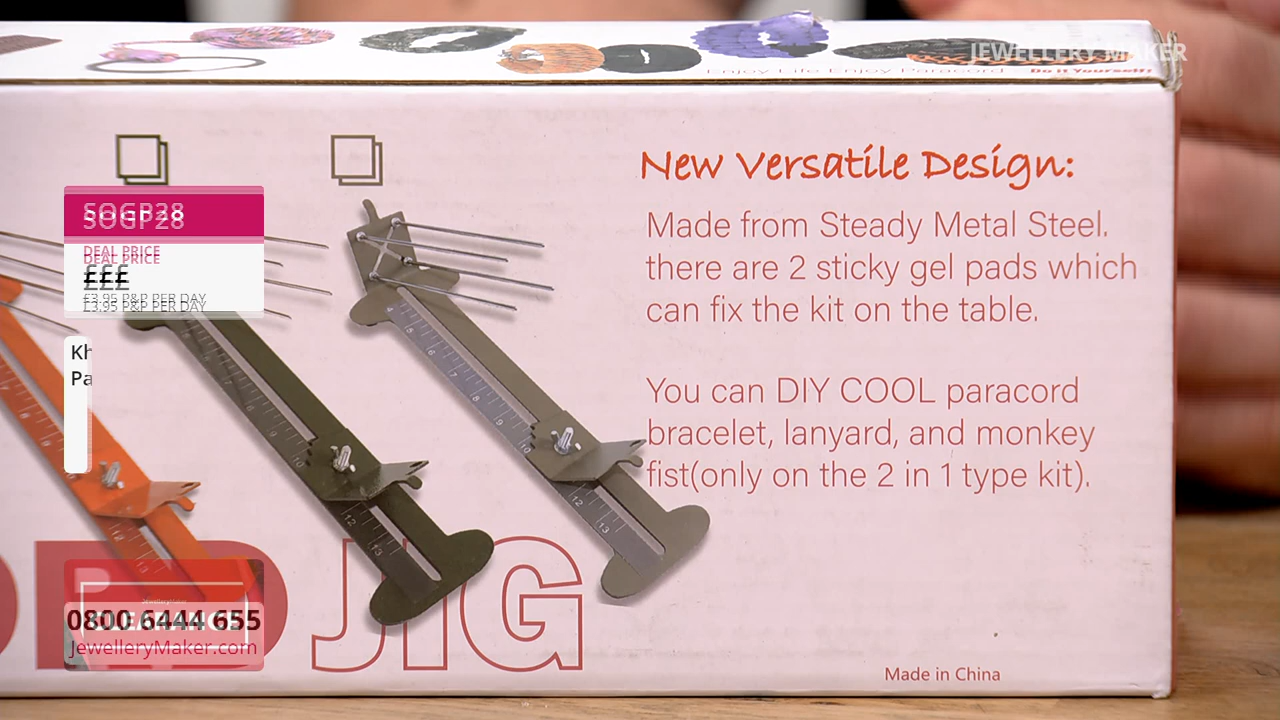 JEWELLERY MAKER
Enjoy Life Enjoy Paracord Do It Yourself!
New Versatile Design:
Made from Steady Metal Steel.
there are 2 sticky gel pads which
can fix the kit on the table.
You can DIY COOL paracord
bracelet, lanyard, and monkey
fist(only on the 2 in 1 type kit).
SOGP28
DEAL PRICE
£££
£3.95 P&P PER DAY
Kh
Pa
JIG
CLEARANCE
0800 6444 655
JewelleryMaker.com
Made in China